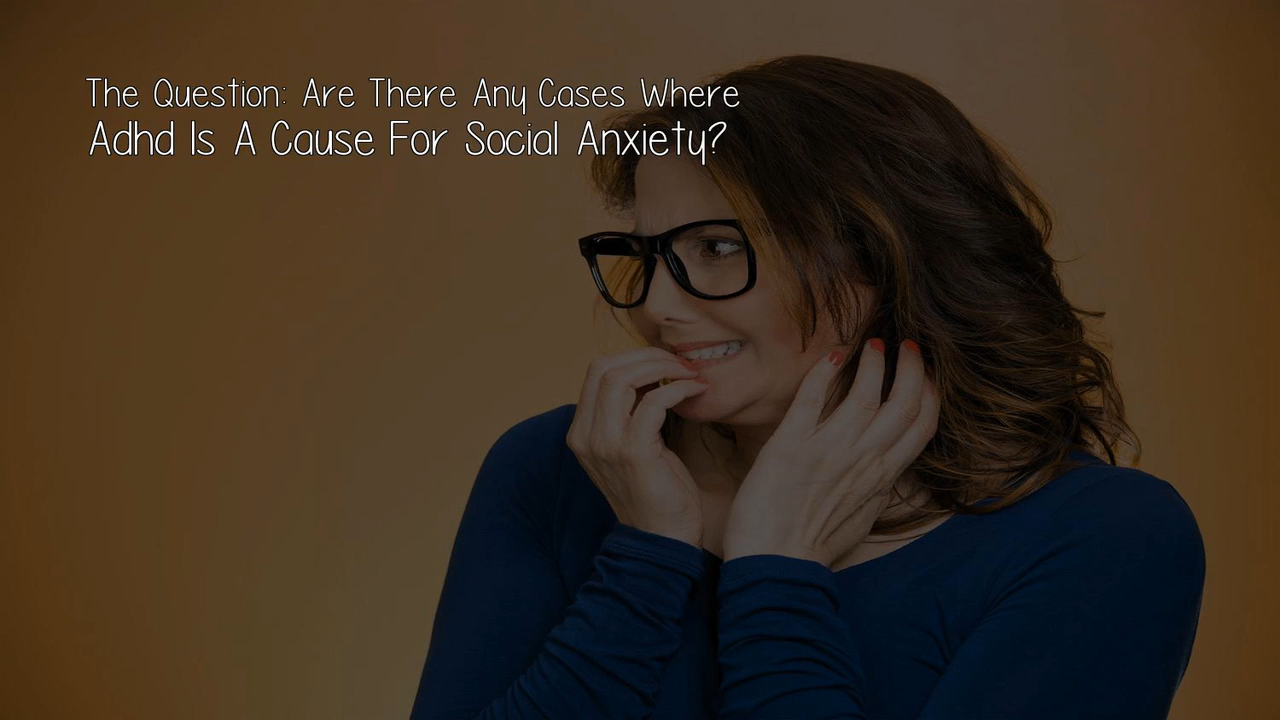 The Question: Are There Any Cases Where
Adhd Is A Cause For Social Anxiety?